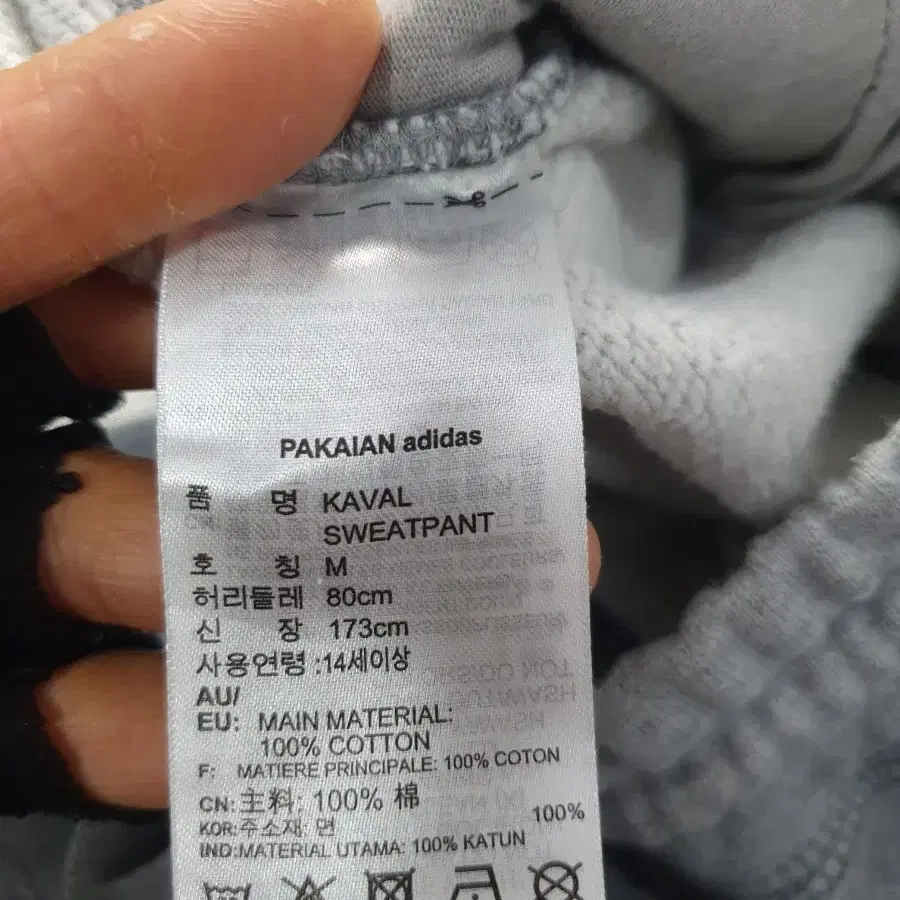 PAKAIAN adidas
품 명 KAVAL
SWEATPANT
호 칭 M
허리둘레 80cm
신 장 173cm
사용연령 :14세이상
AU/
EU: MAIN MATERIAL:
100% COTTON
F: MATIERE PRINCIPALE: 100% COTON
CN:主料: 100% 棉
KOR:주소재: 면 100%
IND:MATERIAL UTAMA: 100% KATUN